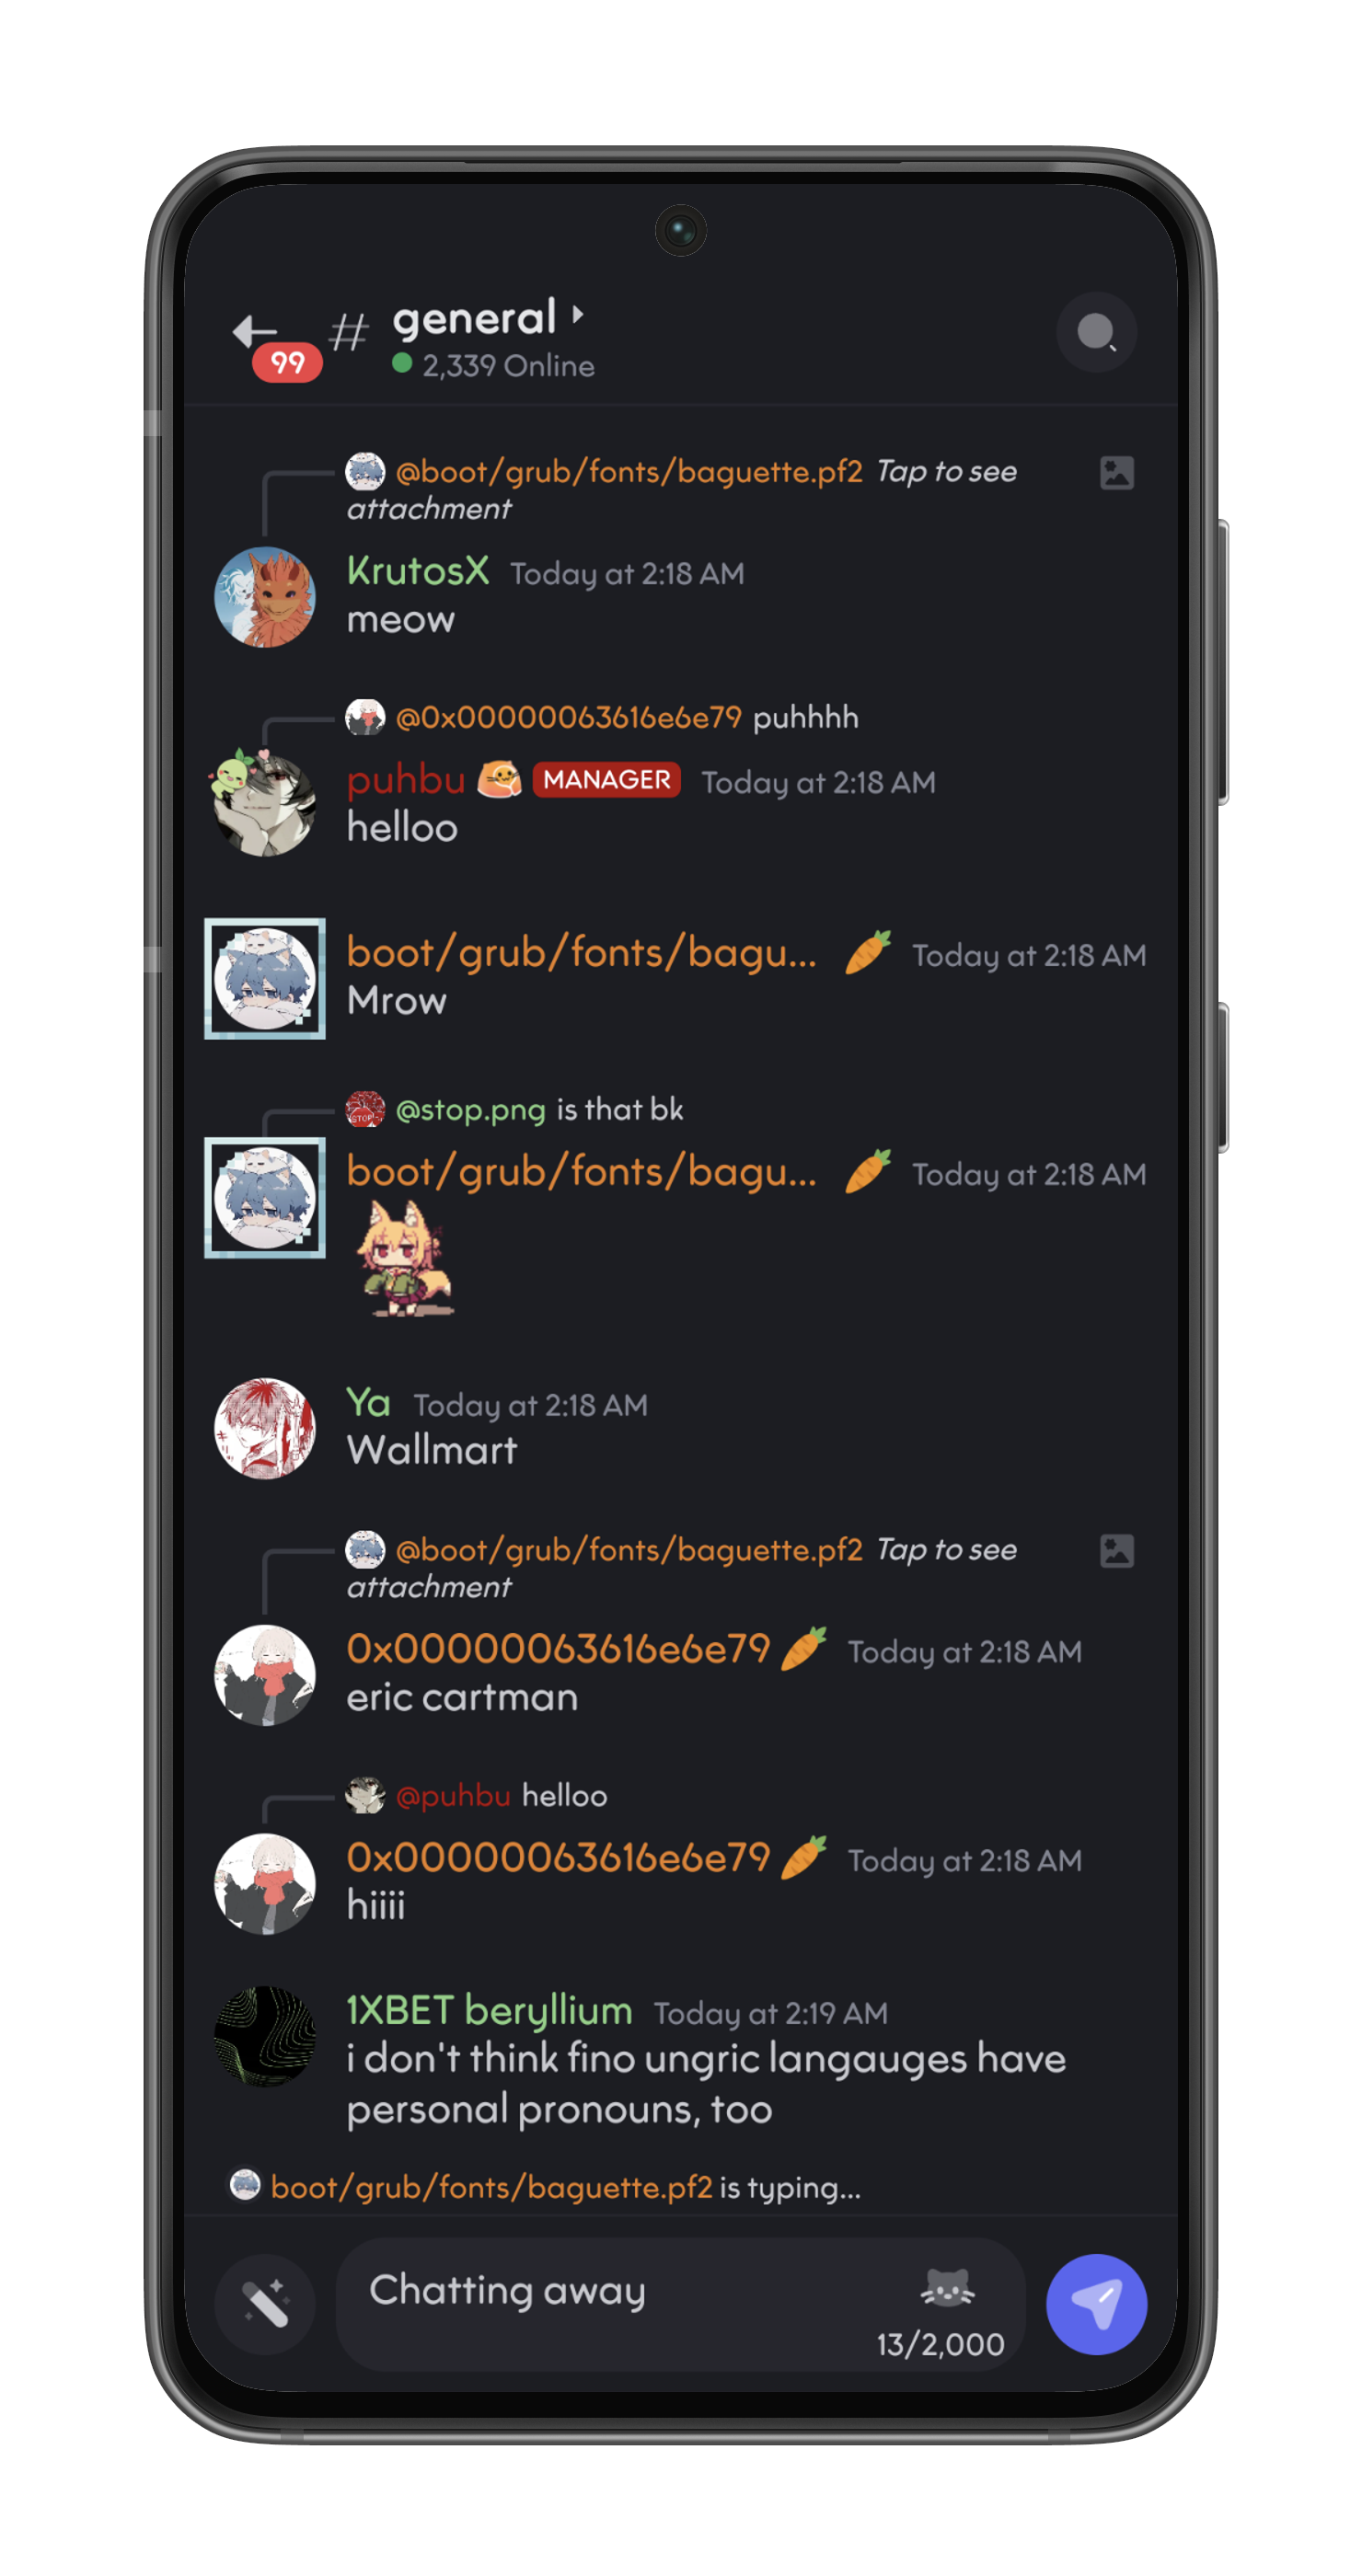 general
99
2,339 Online
@boot/grub/fonts/baguette.pf2 Tap to see
attachment
KrutosX Today at 2:18 AM
meow
@0x00000063616e6e79 puhhhh
puhbu MANAGER Today at 2:18 AM
helloo
boot/grub/fonts/bagu... Today at 2:18 AM
Mrow
STOP
@stop.png is that bk
boot/grub/fonts/bagu... Today at 2:18 AM
Ya Today at 2:18 AM
Wallmart
@boot/grub/fonts/baguette.pf2 Tap to see
attachment
0x00000063616e6e79 Today at 2:18 AM
eric cartman
@puhbu helloo
0x00000063616e6e79 Today at 2:18 AM
hiiii
1XBET beryllium Today at 2:19 AM
i don't think fino ungric langauges have
personal pronouns, too
boot/grub/fonts/baguette.pf2 is typing...
Chatting away
13/2,000